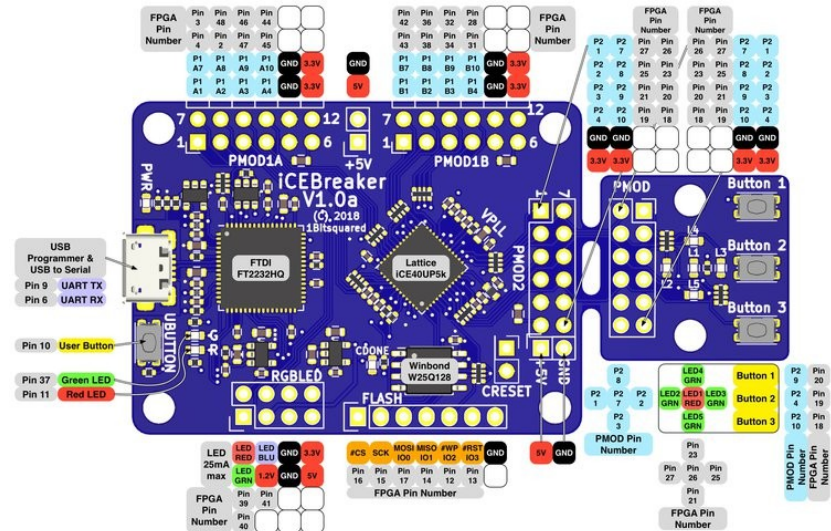 FPGA Pin Number
Pin 3 Pin 48 Pin 46 Pin 44
Pin 4 Pin 2 Pin 47 Pin 45
P1 A7 P1 A8 P1 A9 P1 A10 GND 3.3V
P1 A1 P1 A2 P1 A3 P1 A4 GND 3.3V
GND
5V
Pin 42 Pin 36 Pin 32 Pin 28
Pin 43 Pin 38 Pin 34 Pin 31
FPGA Pin Number
P1 B7 P1 B8 P1 B9 P1 B10 GND 3.3V
P1 B1 P1 B2 P1 B3 P1 B4 GND 3.3V
FPGA Pin Number
FPGA Pin Number
P2 1 P2 7 Pin 27 Pin 26 Pin 26 Pin 27 P2 7 P2 1
P2 2 P2 8 Pin 25 Pin 23 Pin 23 Pin 25 P2 8 P2 2
P2 3 P2 9 Pin 21 Pin 20 Pin 20 Pin 21 P2 9 P2 3
P2 4 P2 10 Pin 19 Pin 18 Pin 18 Pin 19 P2 10 P2 4
GND GND GND GND
3.3V 3.3V 3.3V 3.3V
7 12
1 6
PMOD1A
+5V
7 12
1 6
PMOD1B
iCEBreaker
V1.0a
(C) 2018
1Bitsquared
PWR
VPLL
1 7
PMOD2
PMOD
Button 1
Button 2
Button 3
L4
L1 L3
L2
L5
FTDI
FT2232HQ
Lattice
iCE40UP5k
USB
Programmer &
USB to Serial
Pin 9 UART TX
Pin 6 UART RX
Pin 10 User Button
Pin 37 Green LED
Pin 11 Red LED
UBUTTON
G
R
CDONE
Winbond
W25Q128
CRESET
+5V
GND
RGBLED
FLASH
LED 25mA max
LED RED LED BLU GND 3.3V
LED GRN 1.2V GND 5V
FPGA Pin Number
Pin 39 Pin 41
Pin 40
#CS SCK MOSI IO0 MISO IO1 #WP IO2 #RST IO3 GND
Pin 16 Pin 15 Pin 17 Pin 14 Pin 12 Pin 13
FPGA Pin Number
5V GND
P2 8
P2 1 P2 7 P2 2
P2 3
PMOD Pin Number
LED4 GRN
LED2 GRN LED1 RED LED3 GRN
LED5 GRN
Button 1
Button 2
Button 3
P2 9 Pin 20
P2 4 Pin 19
P2 10 Pin 18
PMOD Pin Number
FPGA Pin Number
Pin 23
Pin 27 Pin 26 Pin 25
Pin 21
FPGA Pin Number